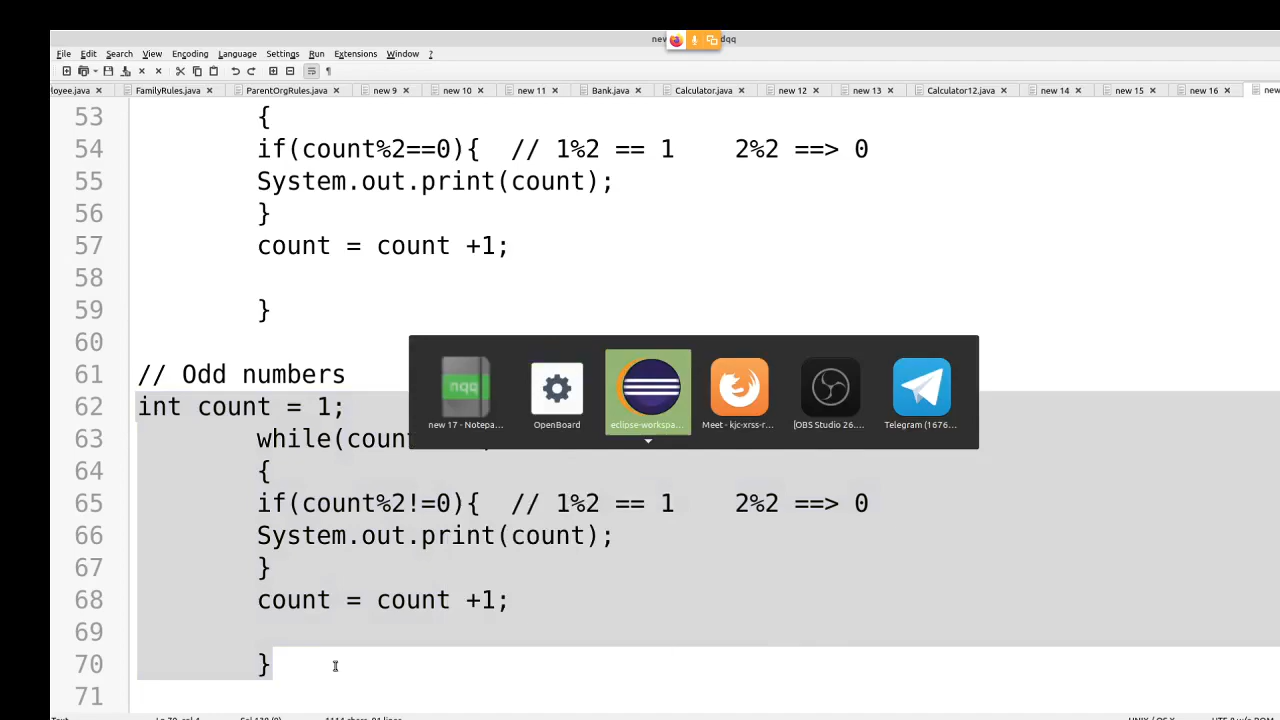 new
dqq
File Edit Search View Encoding Language Settings Run Extensions Window ?
loyee.java FamilyRules.java ParentOrgRules.java new 9 new 10 new 11 Bank.java Calculator.java new 12 new 13 Calculator12.java new 14 new 15 new 16 new
53 {
54 if(count%2==0){ // 1%2 == 1 2%2 ==> 0
55 System.out.print(count);
56 }
57 count = count +1;
58
59 }
60
61 // Odd numbers
62 int count = 1;
63 while(coun
64 {
65 if(count%2!=0){ // 1%2 == 1 2%2 ==> 0
66 System.out.print(count);
67 }
68 count = count +1;
69
70 }
71
nqq
new 17 - Notepa... OpenBoard eclipse-workspa... Meet - kjc-xrss-r... [OBS Studio 26.... Telegram (1676...